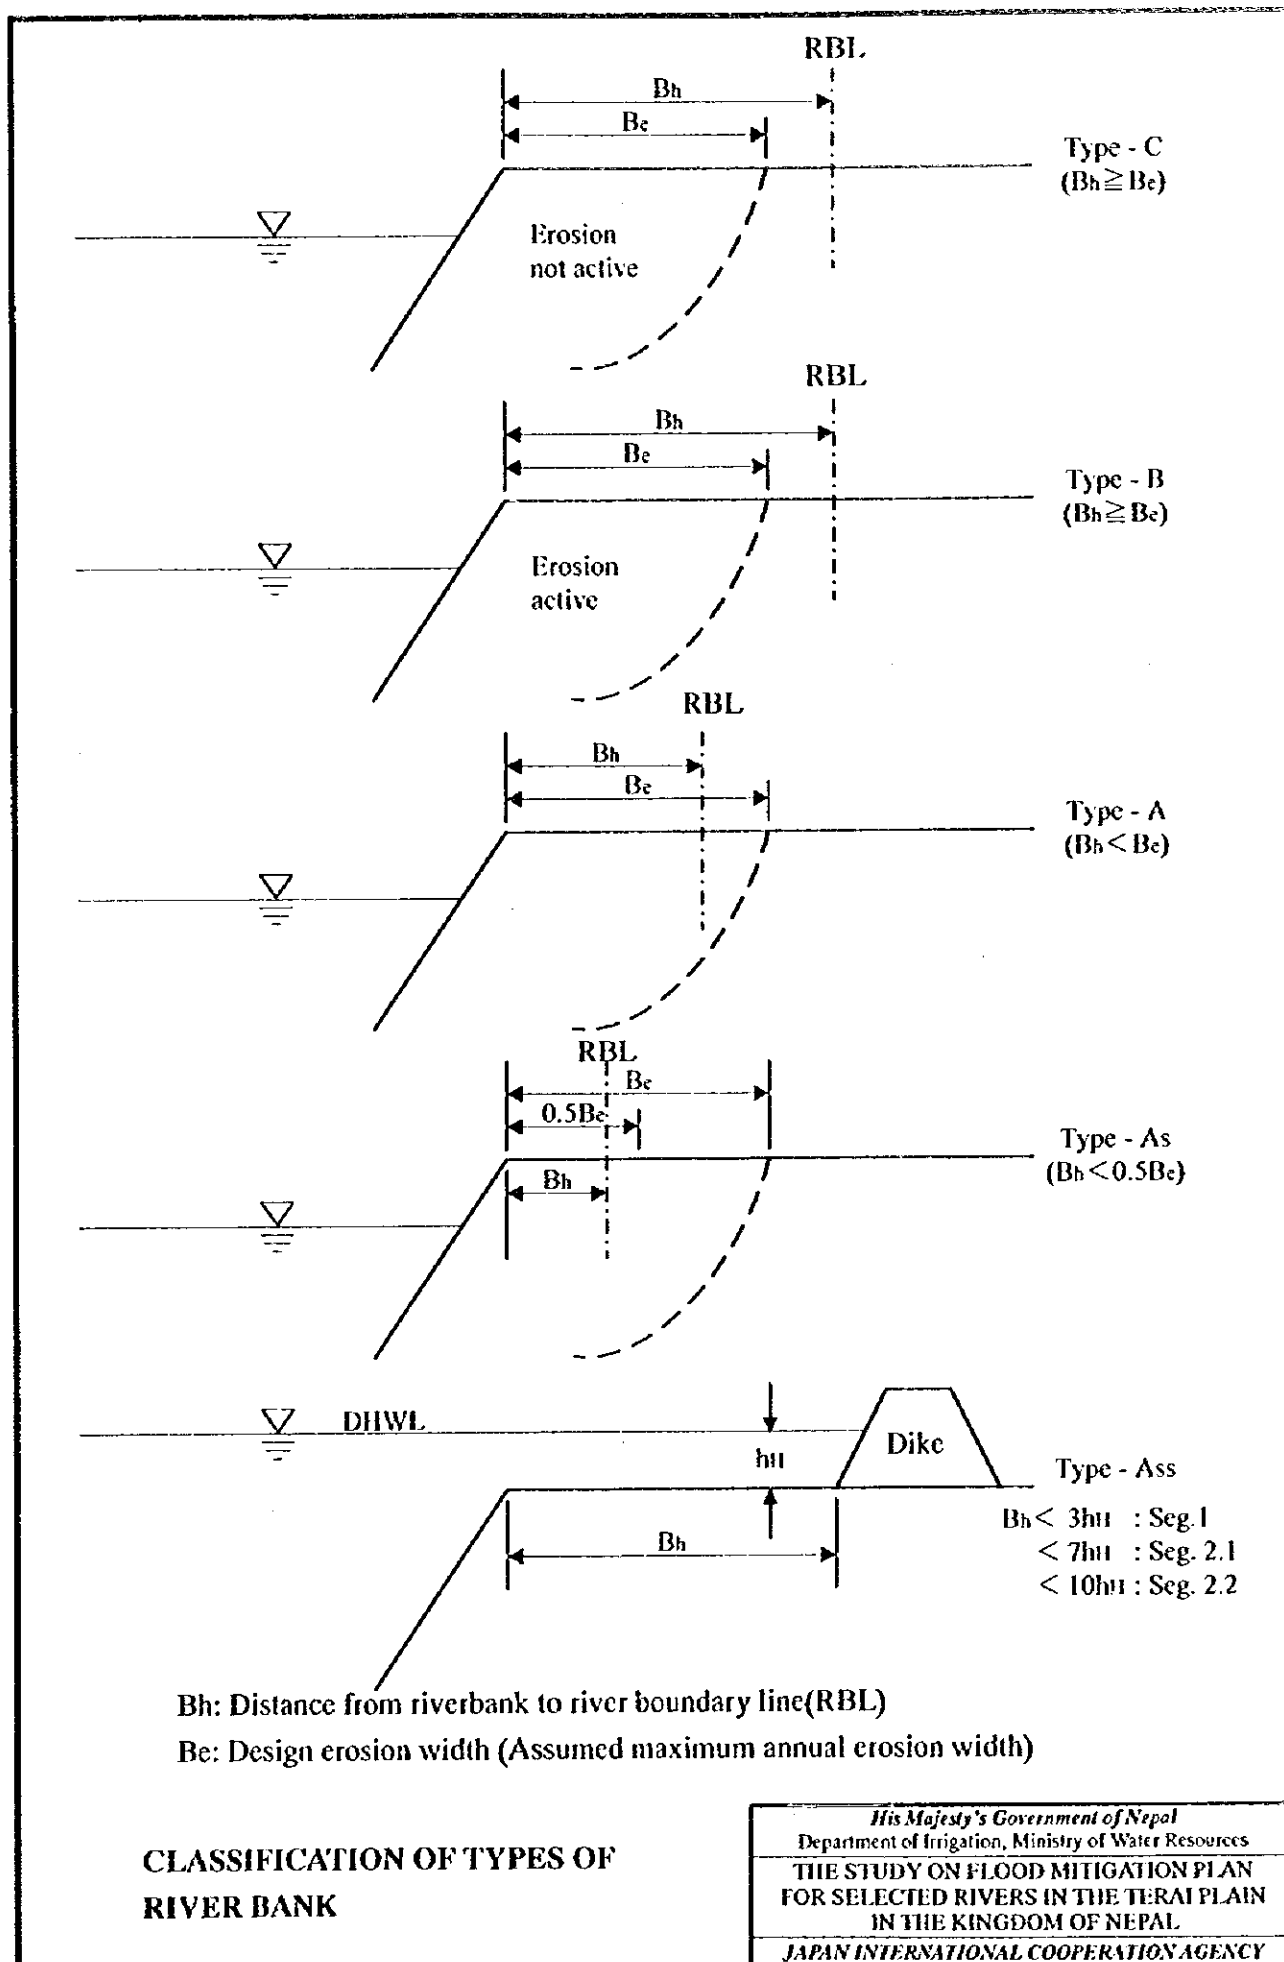 RBL
Bh
Be
Type - C
(Bh≧Be)
Erosion
not active
RBL
Bh
Be
Type - B
(Bh≧Be)
Erosion
active
RBL
Bh
Be
Type - A
(Bh<Be)
RBL
Be
0.5Be
Type - As
(Bh<0.5Be)
Bh
DHWL
hH
Dike
Type - Ass
Bh< 3hH : Seg.1
< 7hH : Seg. 2.1
< 10hH : Seg. 2.2
Bh
Bh: Distance from riverbank to river boundary line(RBL)
Be: Design erosion width (Assumed maximum annual erosion width)
CLASSIFICATION OF TYPES OF
RIVER BANK
His Majesty's Government of Nepal
Department of Irrigation, Ministry of Water Resources
THE STUDY ON FLOOD MITIGATION PLAN
FOR SELECTED RIVERS IN THE TERAI PLAIN
IN THE KINGDOM OF NEPAL
JAPAN INTERNATIONAL COOPERATION AGENCY